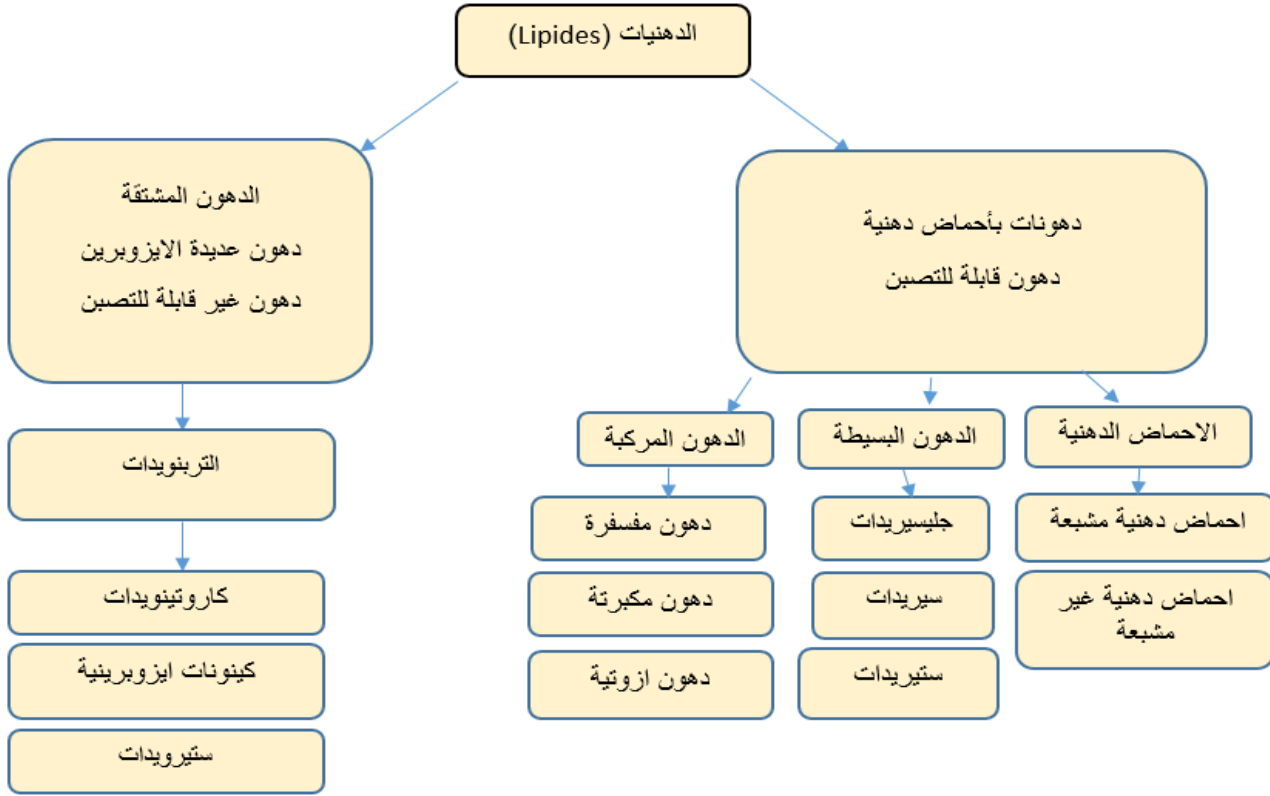 الدهنيات (Lipides)
دهونات بأحماض دهنية
دهون قابلة للتصبن
الدهون المشتقة
دهون عديدة الايزوبرين
دهون غير قابلة للتصبن
الاحماض الدهنية
الدهون البسيطة
الدهون المركبة
التربنويدات
احماض دهنية مشبعة
احماض دهنية غير
مشبعة
جليسيريدات
سيريدات
ستيريدات
دهون مفسفرة
دهون مكبرتة
دهون ازوتية
كاروتينويدات
كينونات ايزوبرينية
ستيرويدات